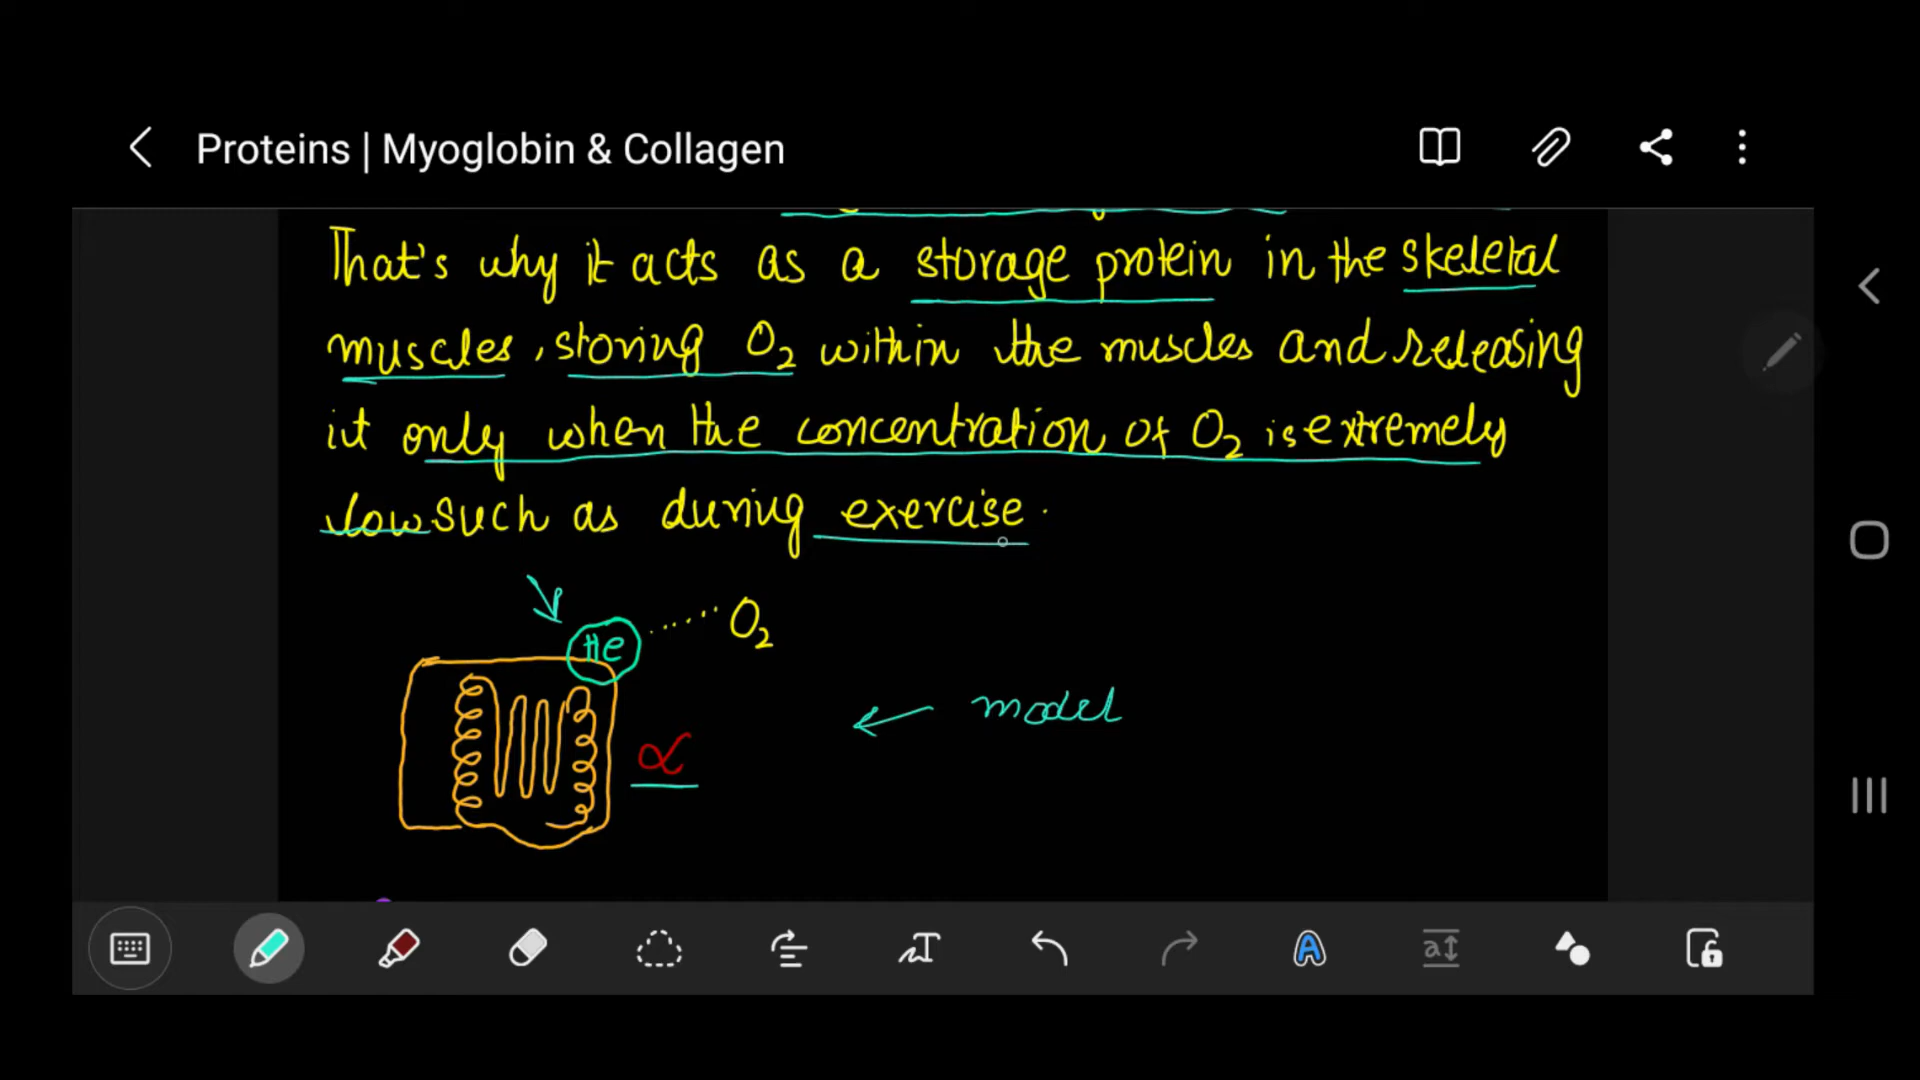 Proteins | Myoglobin & Collagen
That's why it acts as a storage protein in the skeletal
muscles, storing O2 within the muscles and releasing
it only when the concentration of O2 is extremely
low such as during exercise.
He ...... O2
← model
α